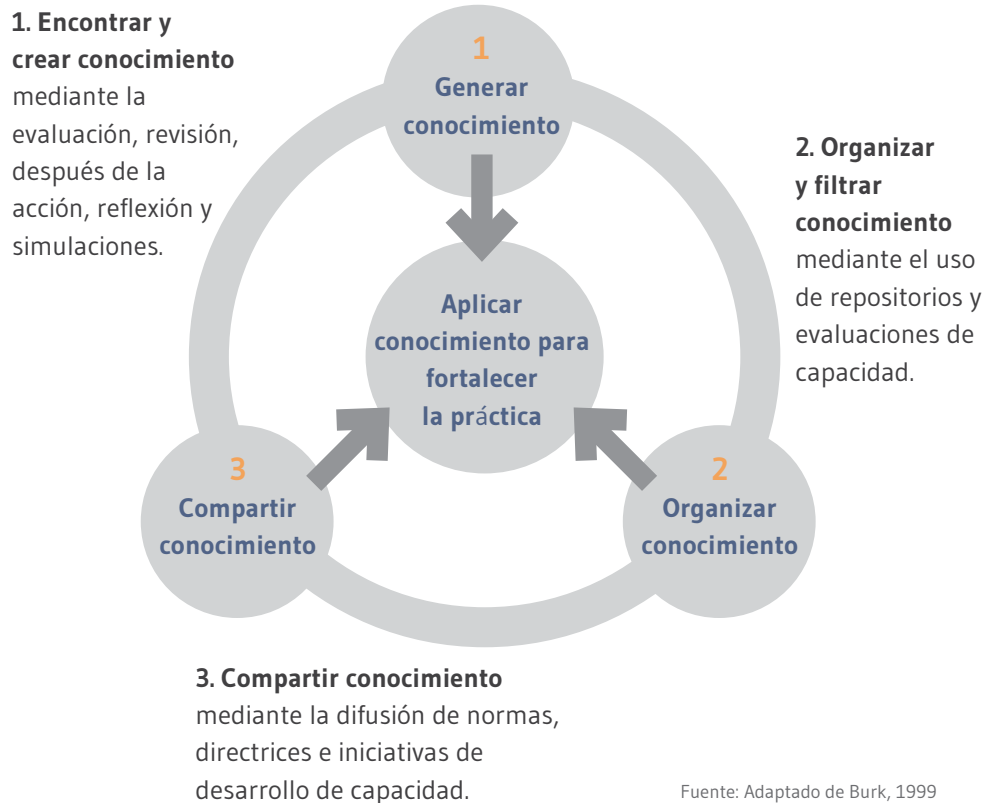 1. Encontrar y
crear conocimiento
mediante la
evaluación, revisión,
después de la
acción, reflexión y
simulaciones.
1
Generar
conocimiento
2. Organizar
y filtrar
conocimiento
mediante el uso
de repositorios y
evaluaciones de
capacidad.
Aplicar
conocimiento para
fortalecer
la práctica
3
Compartir
conocimiento
2
Organizar
conocimiento
3. Compartir conocimiento
mediante la difusión de normas,
directrices e iniciativas de
desarrollo de capacidad.
Fuente: Adaptado de Burk, 1999